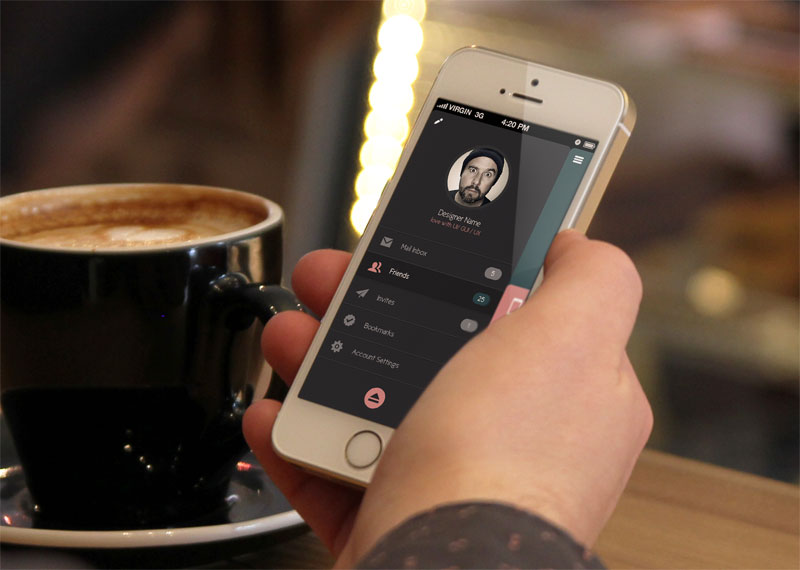 VIRGIN 3G 4:20 PM
Designer Name
love with Ui/ GUI / UX
Mail Inbox 5
Friends 25
Invites 1
Bookmarks
Account Settings